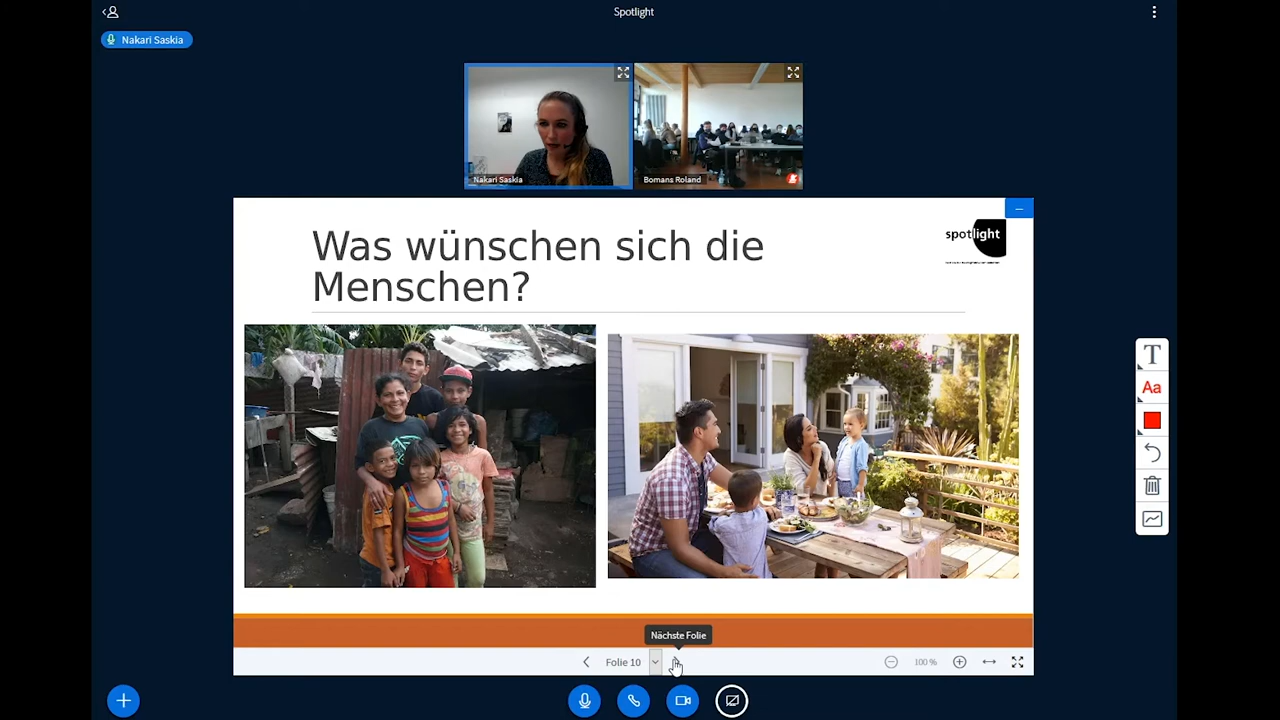 Spotlight
Nakari Saskia
Nakari Saskia
Bomans Roland
spotlight
Was wünschen sich die
Menschen?
T
Aa
Nächste Folie
Folie 10
100 %